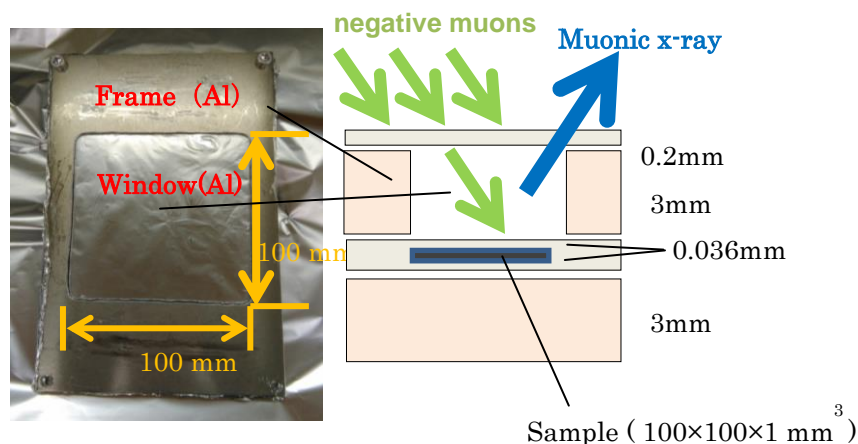 negative muons
Muonic x-ray
Frame (Al)
Window(Al)
100 mm
100 mm
0.2mm
3mm
0.036mm
3mm
Sample ( 100×100×1 mm³ )